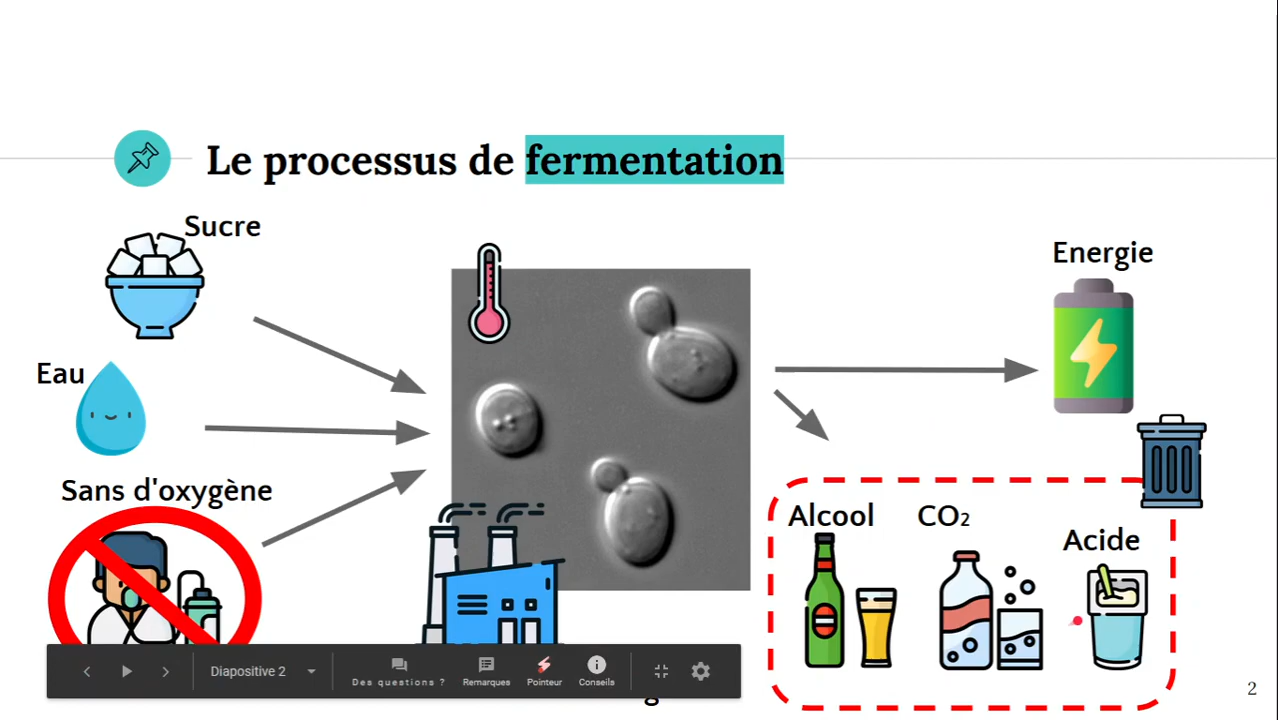 Le processus de fermentation
Sucre
Energie
Eau
Sans d'oxygène
Alcool
CO₂
Acide
Diapositive 2
Des questions ?
Remarques
Pointeur
Conseils
2